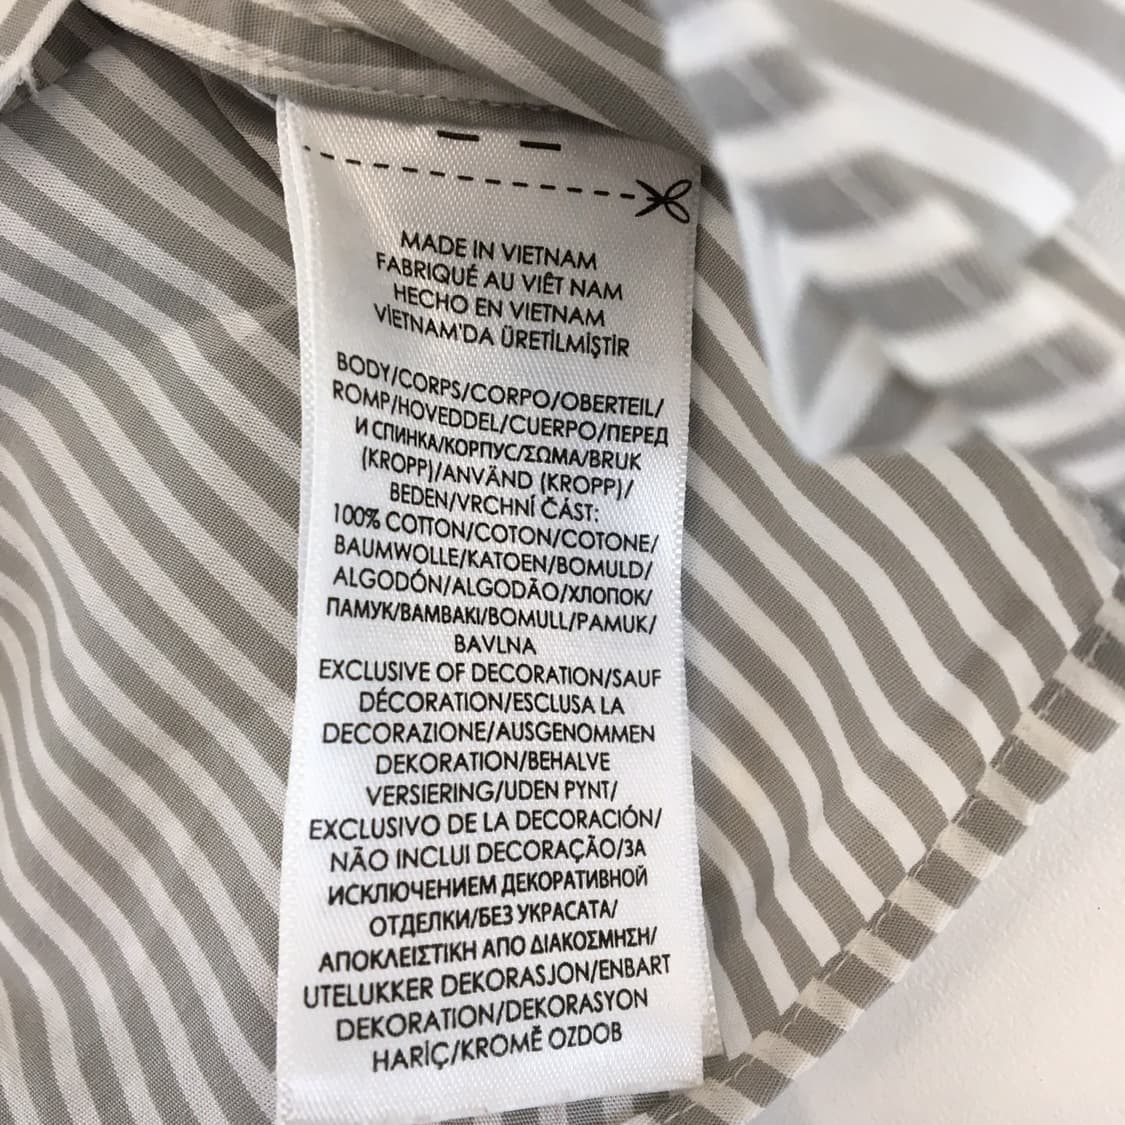 MADE IN VIETNAM
FABRIQUÉ AU VIÊT NAM
HECHO EN VIETNAM
VİETNAM'DA ÜRETİLMİŞTİR
BODY/CORPS/CORPO/OBERTEIL/
ROMP/HOVEDDEL/CUERPO/ПЕРЕД
И СПИНКА/КОРПУС/ΣΩΜΑ/BRUK
(KROPP)/ANVÄND (KROPP)/
BEDEN/VRCHNÍ ČÁST:
100% COTTON/COTON/COTONE/
BAUMWOLLE/KATOEN/BOMULD/
ALGODÓN/ALGODÃO/ХЛОПОК/
ПАМУК/ΒΑΜΒΑΚΙ/BOMULL/PAMUK/
BAVLNA
EXCLUSIVE OF DECORATION/SAUF
DÉCORATION/ESCLUSA LA
DECORAZIONE/AUSGENOMMEN
DEKORATION/BEHALVE
VERSIERING/UDEN PYNT/
EXCLUSIVO DE LA DECORACIÓN/
NÃO INCLUI DECORAÇÃO/ЗА
ИСКЛЮЧЕНИЕМ ДЕКОРАТИВНОЙ
ОТДЕЛКИ/БЕЗ УКРАСАТА/
ΑΠΟΚΛΕΙΣΤΙΚΗ ΑΠΟ ΔΙΑΚΟΣΜΗΣΗ/
UTELUKKER DEKORASJON/ENBART
DEKORATION/DEKORASYON
HARİÇ/KROMĚ OZDOB